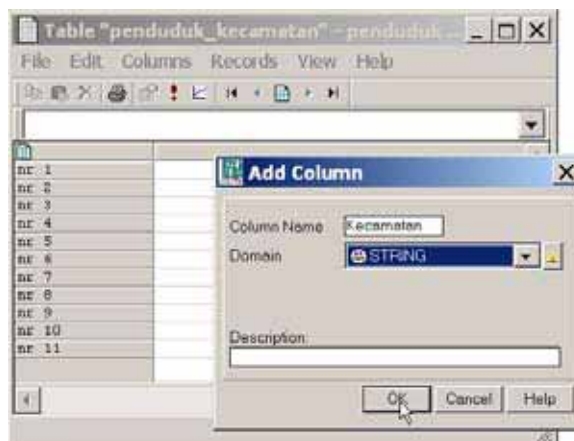 Table "penduduk_kecamatan" - penduduk ...
File Edit Columns Records View Help
nr 1
nr 2
nr 3
nr 4
nr 5
nr 6
nr 7
nr 8
nr 9
nr 10
nr 11
Add Column
Column Name Kecamatan
Domain STRING
Description:
OK Cancel Help